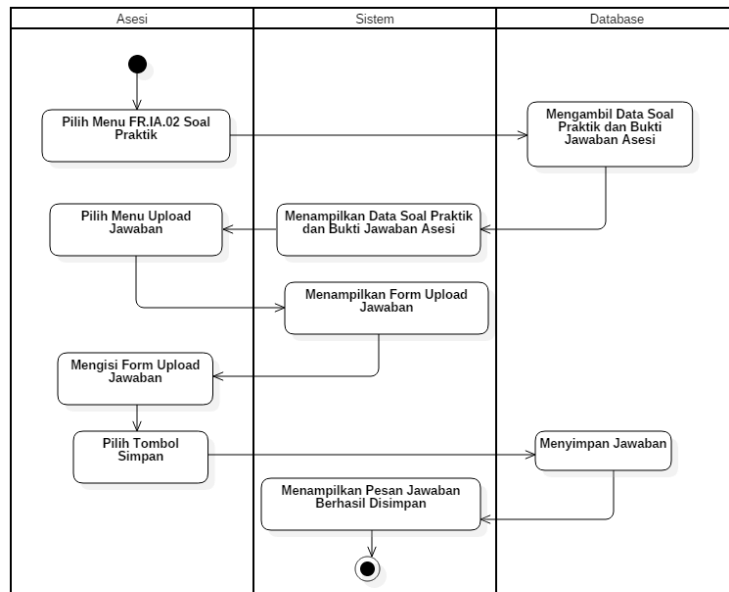 Asesi
Sistem
Database
Pilih Menu FR.IA.02 Soal
Praktik
Mengambil Data Soal
Praktik dan Bukti
Jawaban Asesi
Menampilkan Data Soal Praktik
dan Bukti Jawaban Asesi
Pilih Menu Upload
Jawaban
Menampilkan Form Upload
Jawaban
Mengisi Form Upload
Jawaban
Pilih Tombol
Simpan
Menyimpan Jawaban
Menampilkan Pesan Jawaban
Berhasil Disimpan